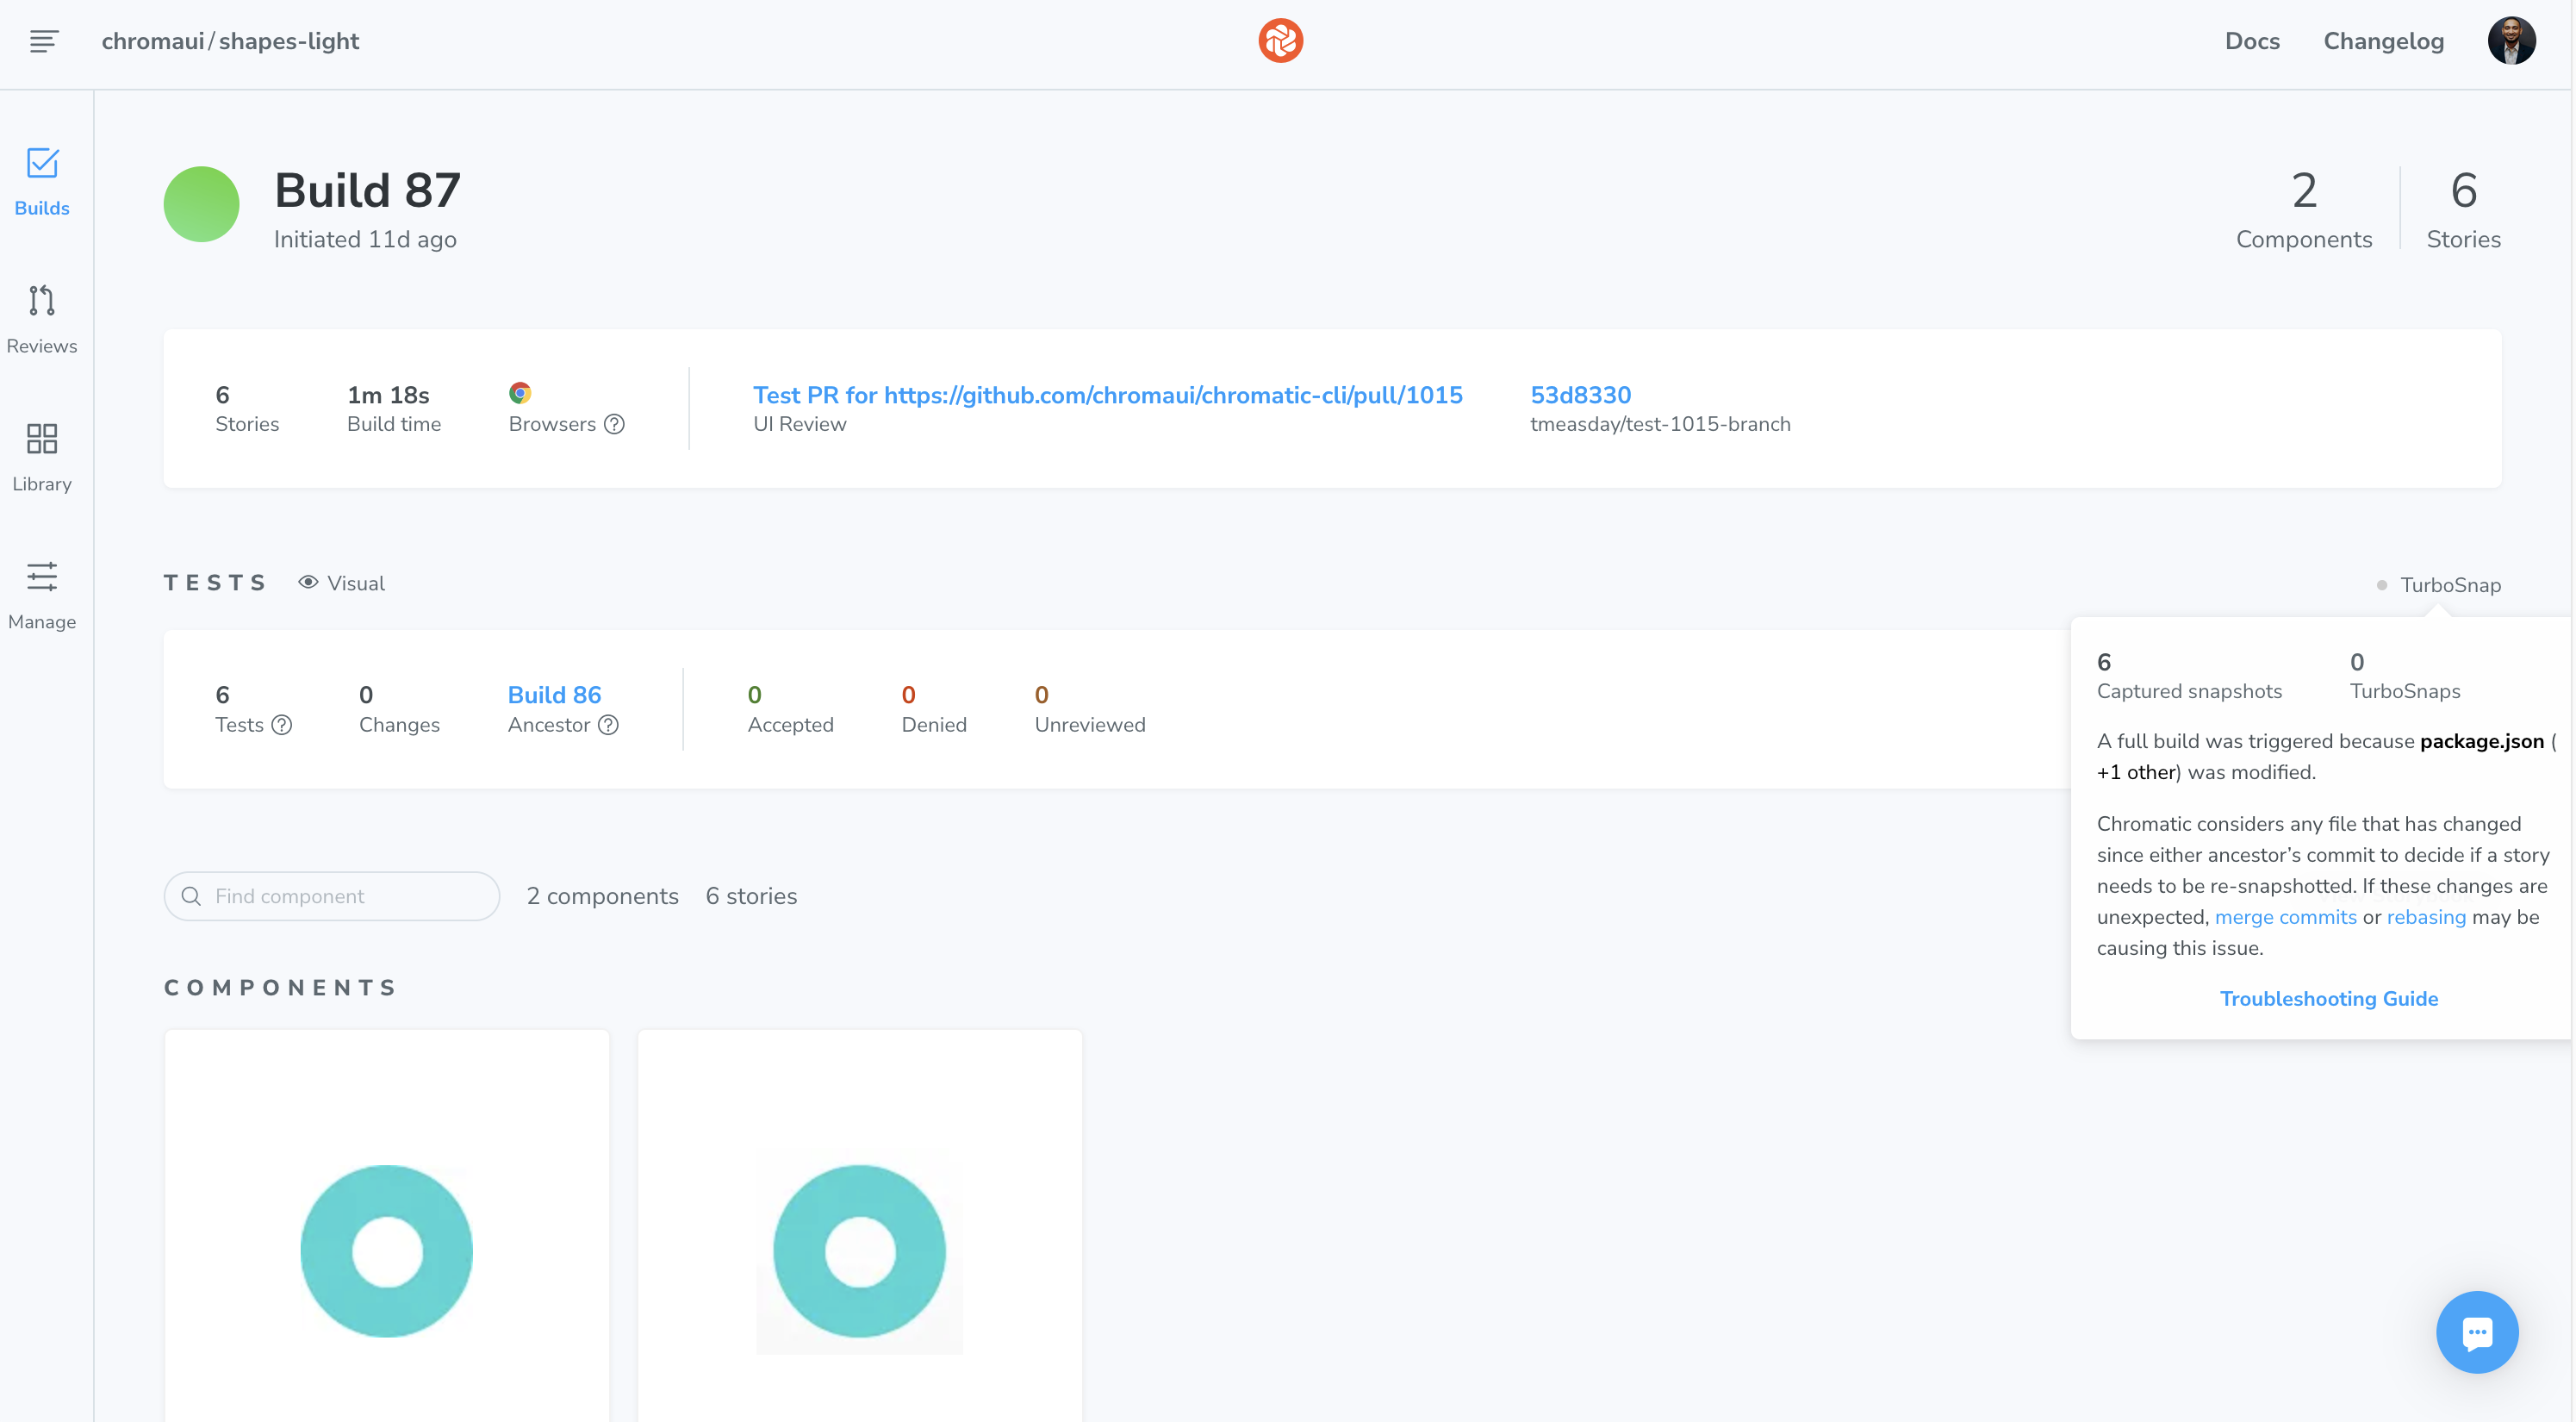 chromaui / shapes-light
Docs
Changelog
Builds
Reviews
Library
Manage
Build 87
Initiated 11d ago
2
Components
6
Stories
6
Stories
1m 18s
Build time
Browsers
Test PR for https://github.com/chromaui/chromatic-cli/pull/1015
UI Review
53d8330
tmeasday/test-1015-branch
TESTS
Visual
TurboSnap
6
Tests
0
Changes
Build 86
Ancestor
0
Accepted
0
Denied
0
Unreviewed
6
Captured snapshots
0
TurboSnaps
A full build was triggered because package.json (
+1 other) was modified.
Chromatic considers any file that has changed
since either ancestor’s commit to decide if a story
needs to be re-snapshotted. If these changes are
unexpected, merge commits or rebasing may be
causing this issue.
Troubleshooting Guide
Find component
2 components
6 stories
COMPONENTS